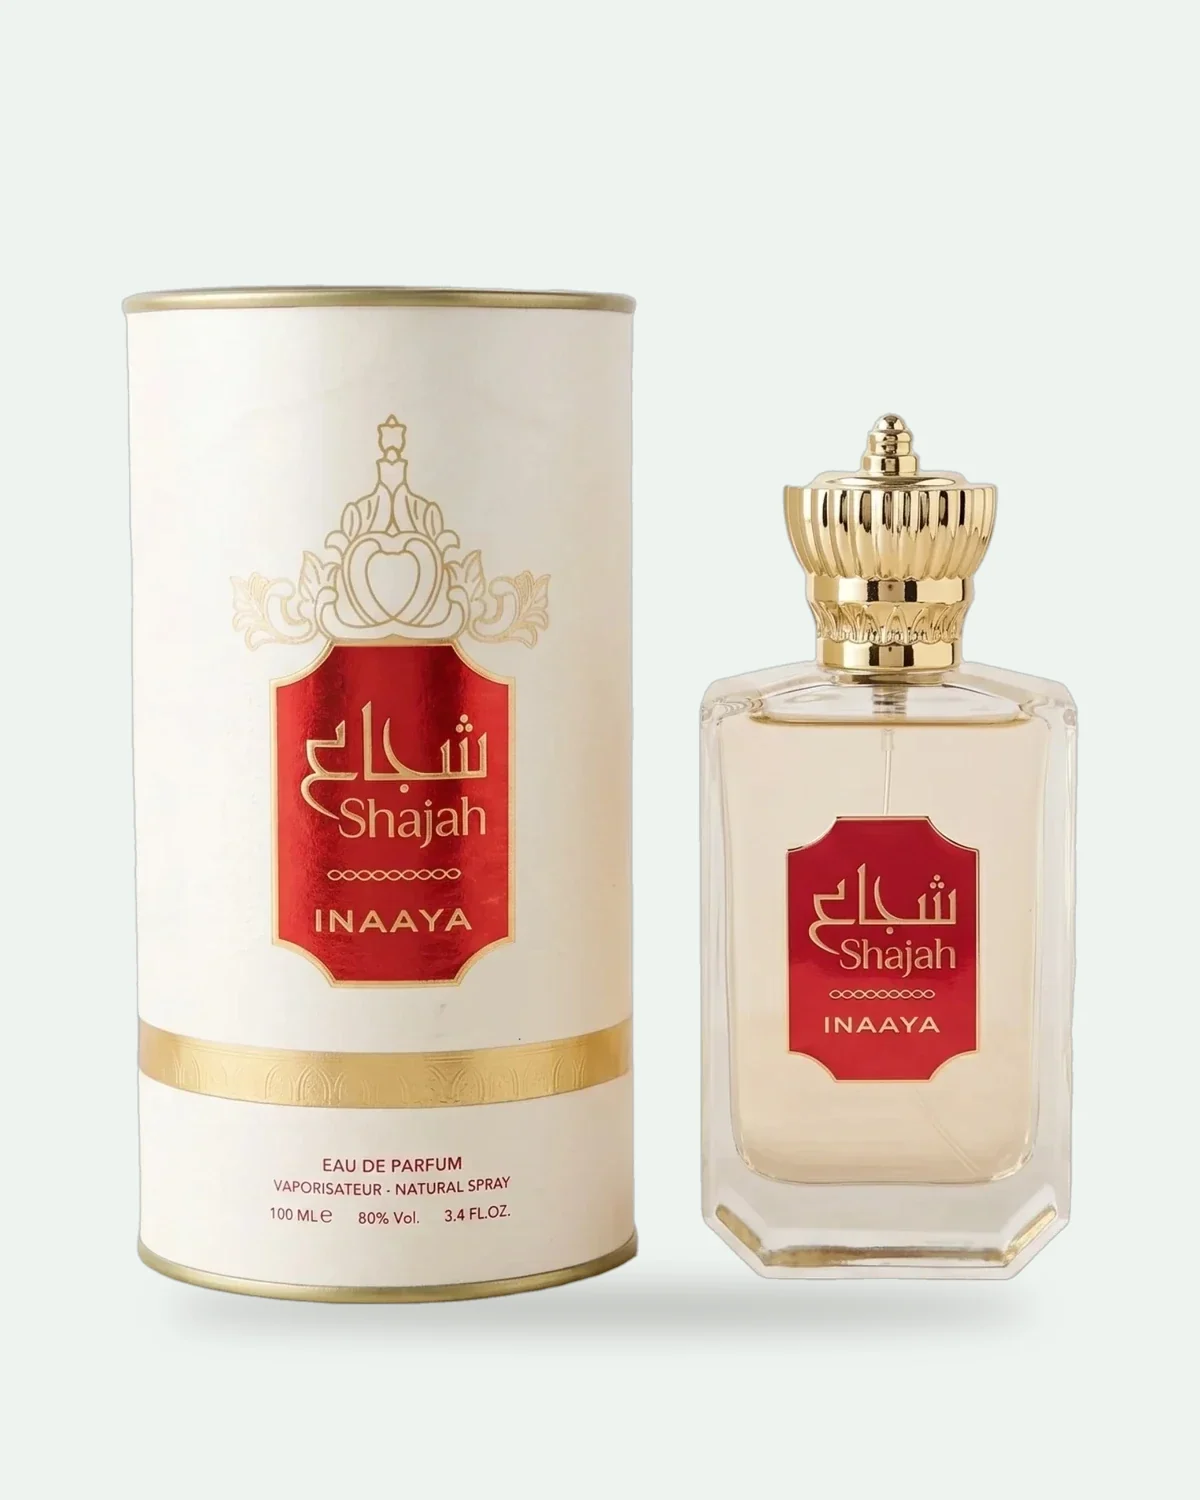 شجاع
Shajah
INAAYA
EAU DE PARFUM
VAPORISATEUR - NATURAL SPRAY
100 ML℮ 80% Vol. 3.4 FL.OZ.
شجاع
Shajah
INAAYA